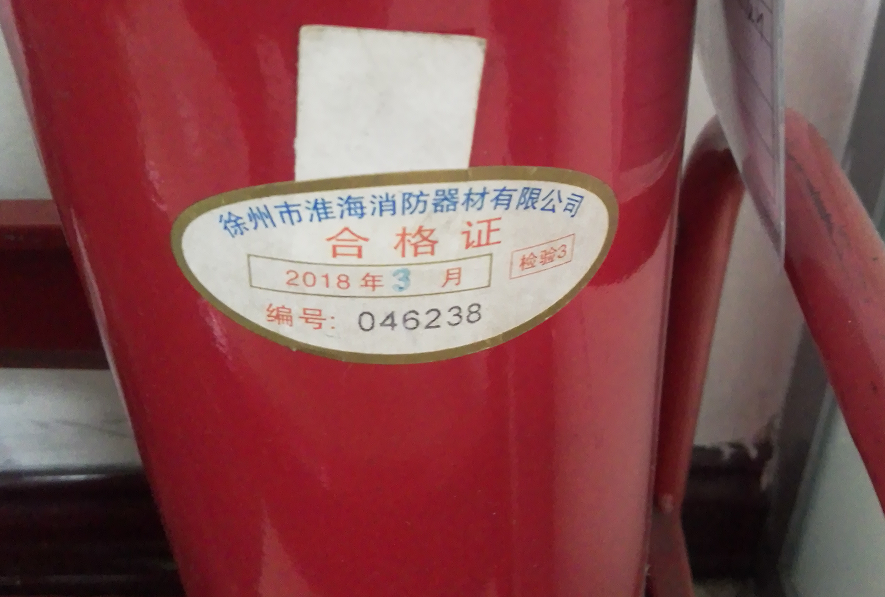 徐州市淮海消防器材有限公司
合格证
2018年3月
检验3
编号: 046238